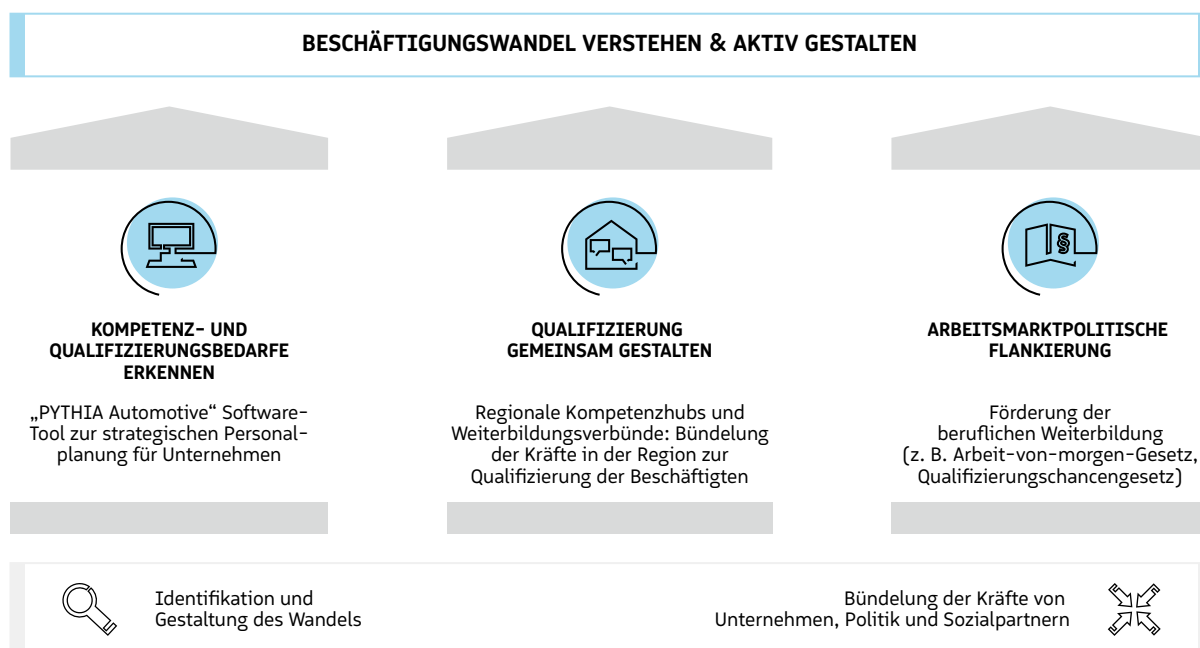 BESCHÄFTIGUNGSWANDEL VERSTEHEN & AKTIV GESTALTEN
KOMPETENZ- UND
QUALIFIZIERUNGSBEDARFE
ERKENNEN
„PYTHIA Automotive“ Software-
Tool zur strategischen Personal-
planung für Unternehmen
QUALIFIZIERUNG
GEMEINSAM GESTALTEN
Regionale Kompetenzhubs und
Weiterbildungsverbünde: Bündelung
der Kräfte in der Region zur
Qualifizierung der Beschäftigten
§
ARBEITSMARKTPOLITISCHE
FLANKIERUNG
Förderung der
beruflichen Weiterbildung
(z. B. Arbeit-von-morgen-Gesetz,
Qualifizierungschancengesetz)
Identifikation und
Gestaltung des Wandels
Bündelung der Kräfte von
Unternehmen, Politik und Sozialpartnern